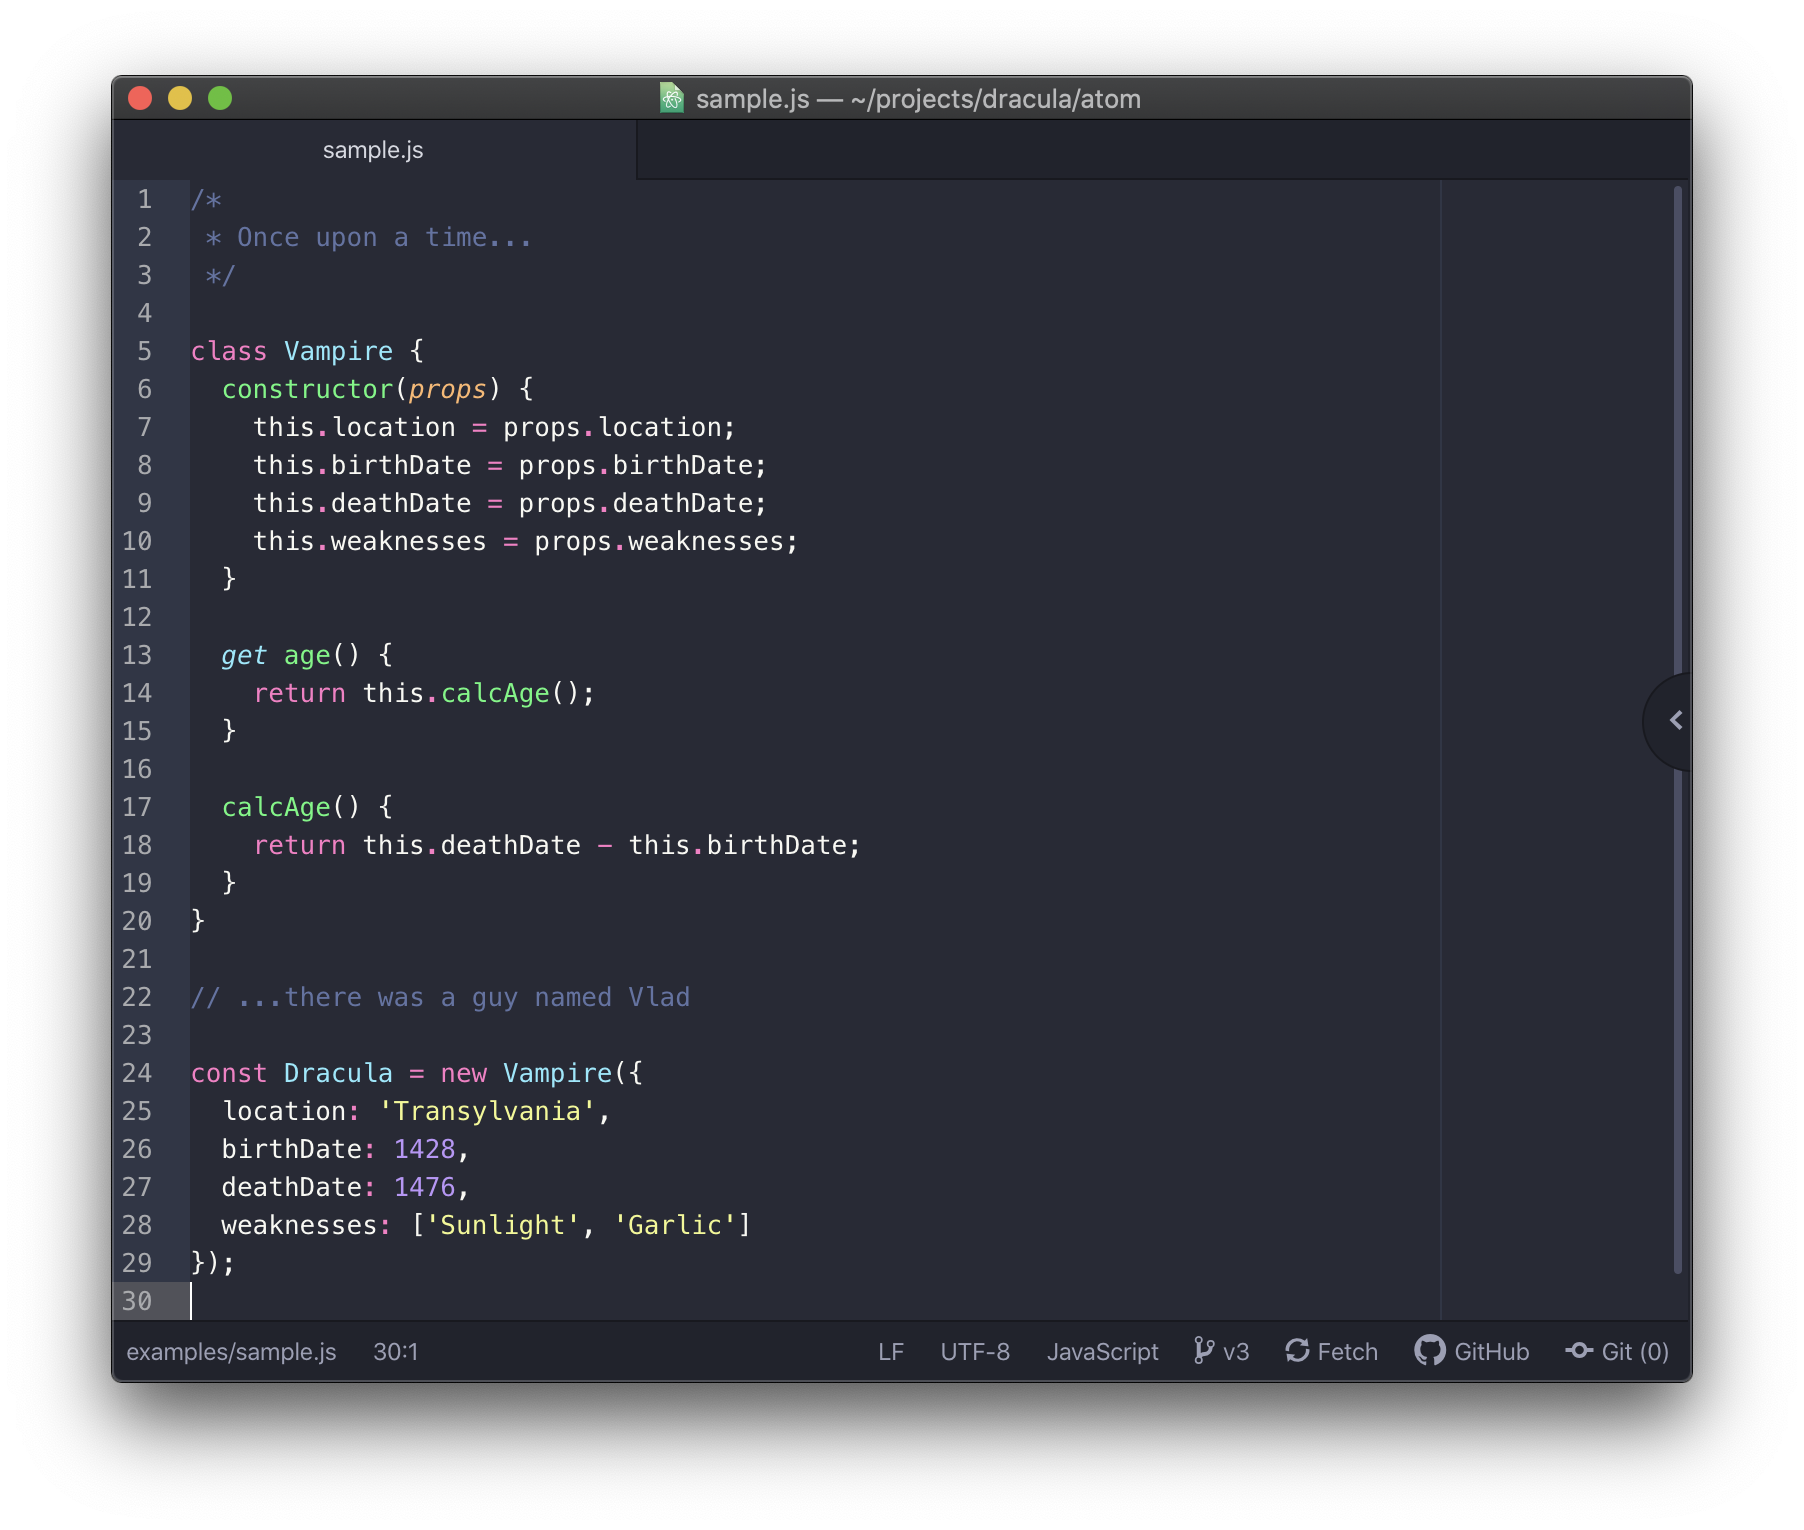 sample.js — ~/projects/dracula/atom
sample.js
1 /*
2  * Once upon a time...
3  */
4
5 class Vampire {
6   constructor(props) {
7     this.location = props.location;
8     this.birthDate = props.birthDate;
9     this.deathDate = props.deathDate;
10     this.weaknesses = props.weaknesses;
11   }
12
13   get age() {
14     return this.calcAge();
15   }
16
17   calcAge() {
18     return this.deathDate - this.birthDate;
19   }
20 }
21
22 // ...there was a guy named Vlad
23
24 const Dracula = new Vampire({
25   location: 'Transylvania',
26   birthDate: 1428,
27   deathDate: 1476,
28   weaknesses: ['Sunlight', 'Garlic']
29 });
30
examples/sample.js 30:1 LF UTF-8 JavaScript v3 Fetch GitHub Git (0)